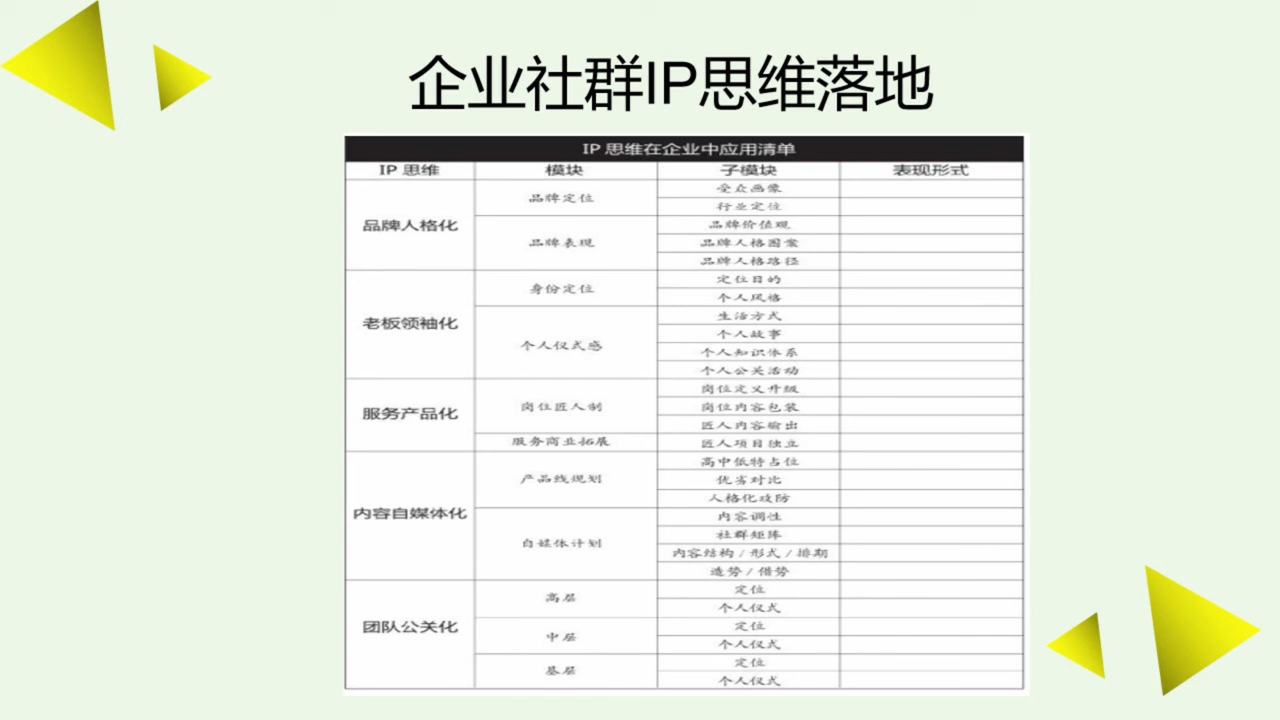 企业社群IP思维落地
IP 思维在企业中应用清单
IP 思维 模块 子模块 表现形式
品牌人格化 品牌定位 受众画像
行业定位
品牌表现 品牌价值观
品牌人格图案
品牌人格路径
老板领袖化 身份定位 定位目的
个人风格
个人仪式感 生活方式
个人故事
个人知识体系
个人公关活动
服务产品化 岗位匠人制 岗位定义升级
岗位内容包装
匠人内容输出
服务商业拓展 匠人项目独立
内容自媒体化 产品线规划 高中低特占位
优劣对比
人格化攻防
自媒体计划 内容调性
社群矩阵
内容结构 / 形式 / 排期
造势 / 借势
团队公关化 高层 定位
个人仪式
中层 定位
个人仪式
基层 定位
个人仪式